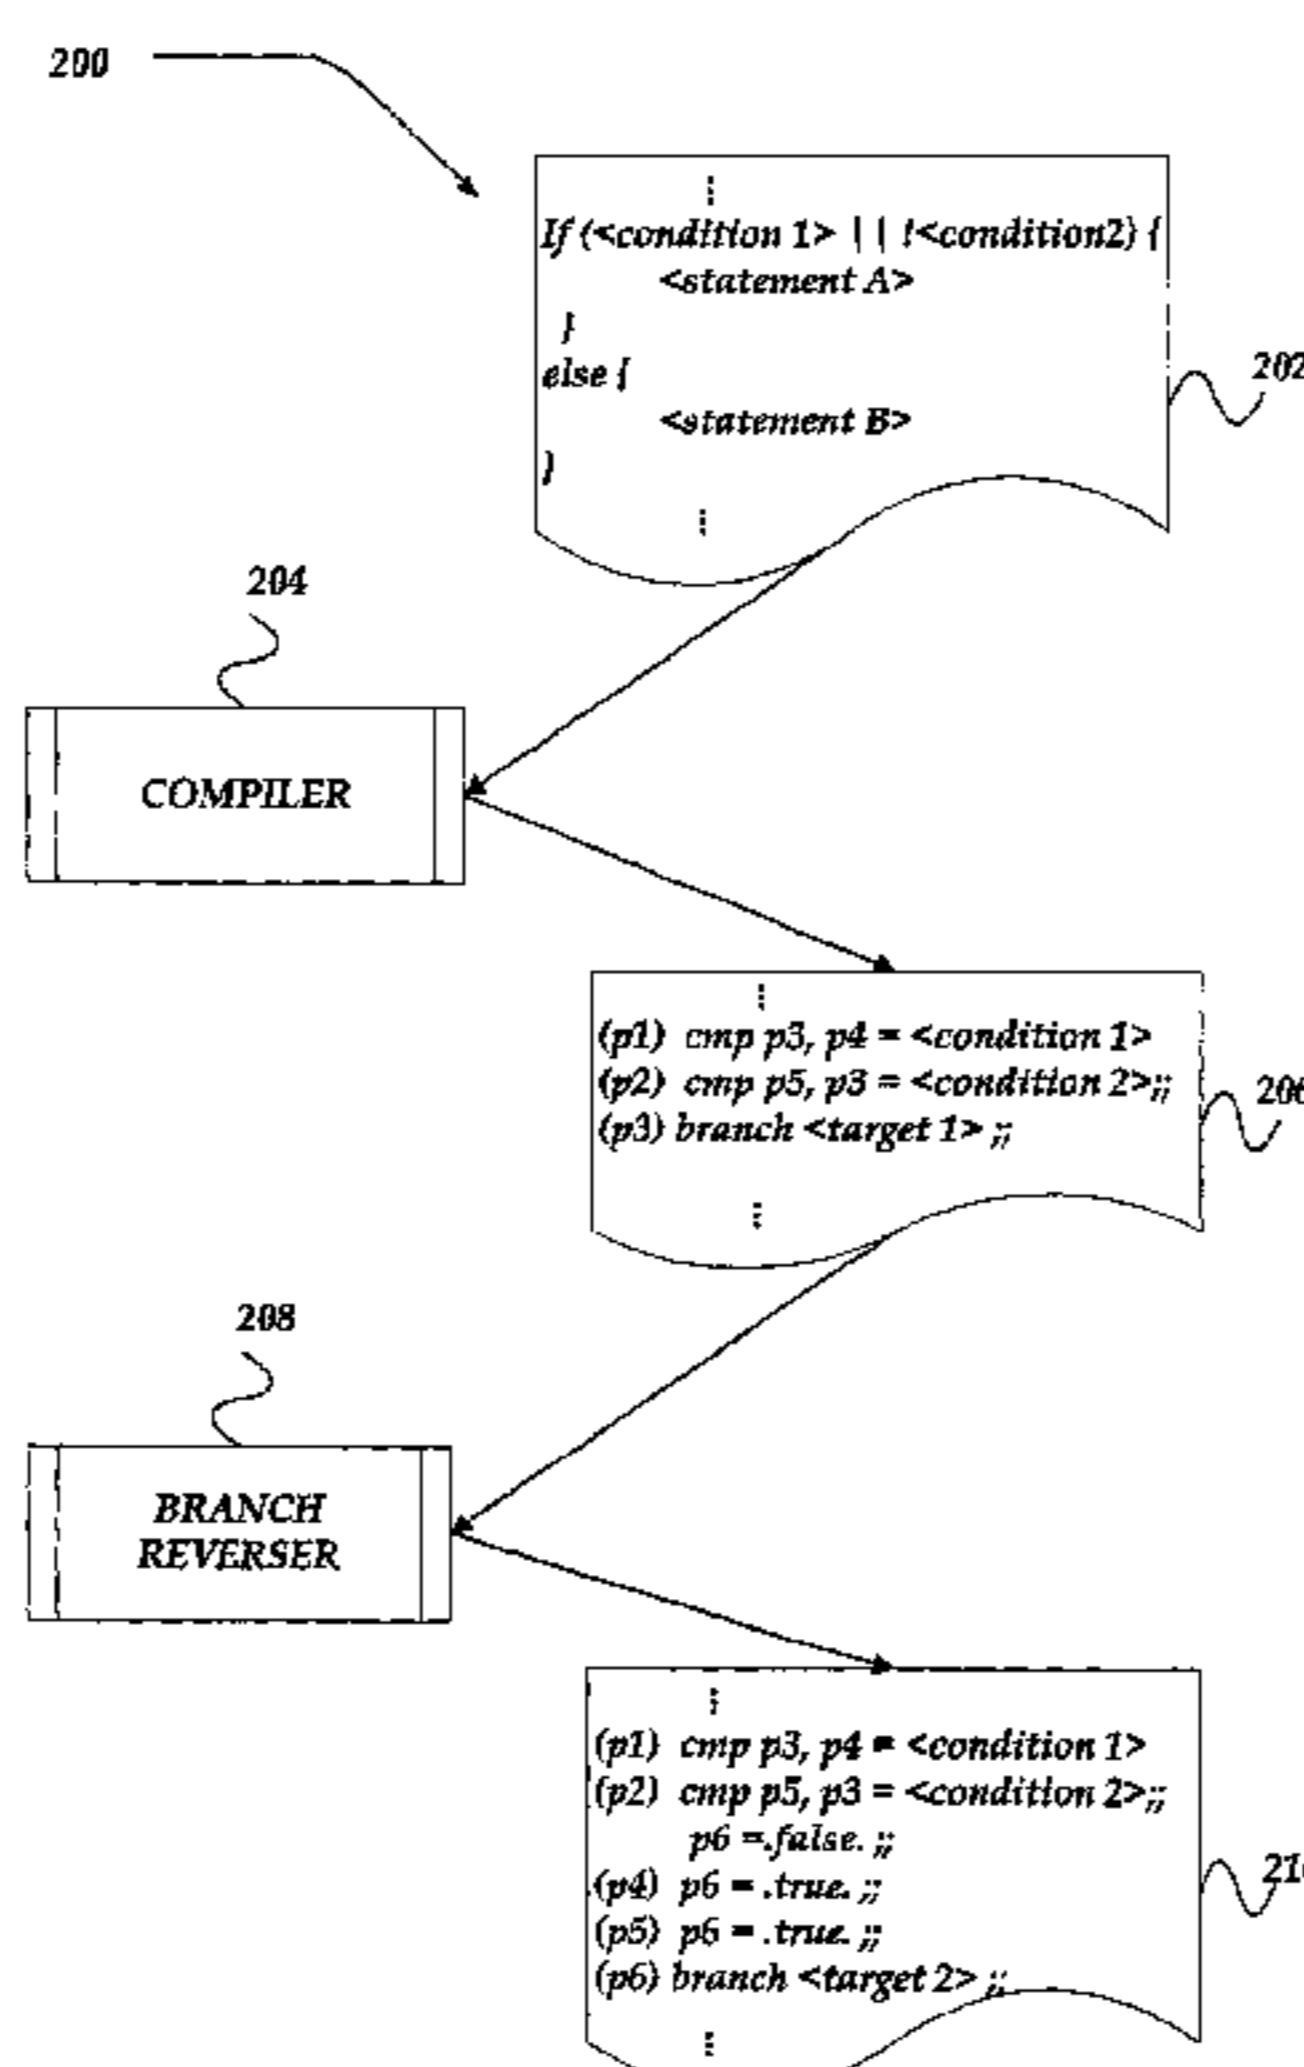 200
If (<condition 1> || !<condition2) {
<statement A>
}
else {
202
<statement B>
}
204
COMPILER
(p1) cmp p3, p4 = <condition 1>
(p2) cmp p5, p3 = <condition 2>;;
206
(p3) branch <target 1> ;;
208
BRANCH
REVERSER
(p1) cmp p3, p4 = <condition 1>
(p2) cmp p5, p3 = <condition 2>;;
p6 =.false. ;;
(p4) p6 = .true. ;;
(p5) p6 = .true. ;;
(p6) branch <target 2> ;;